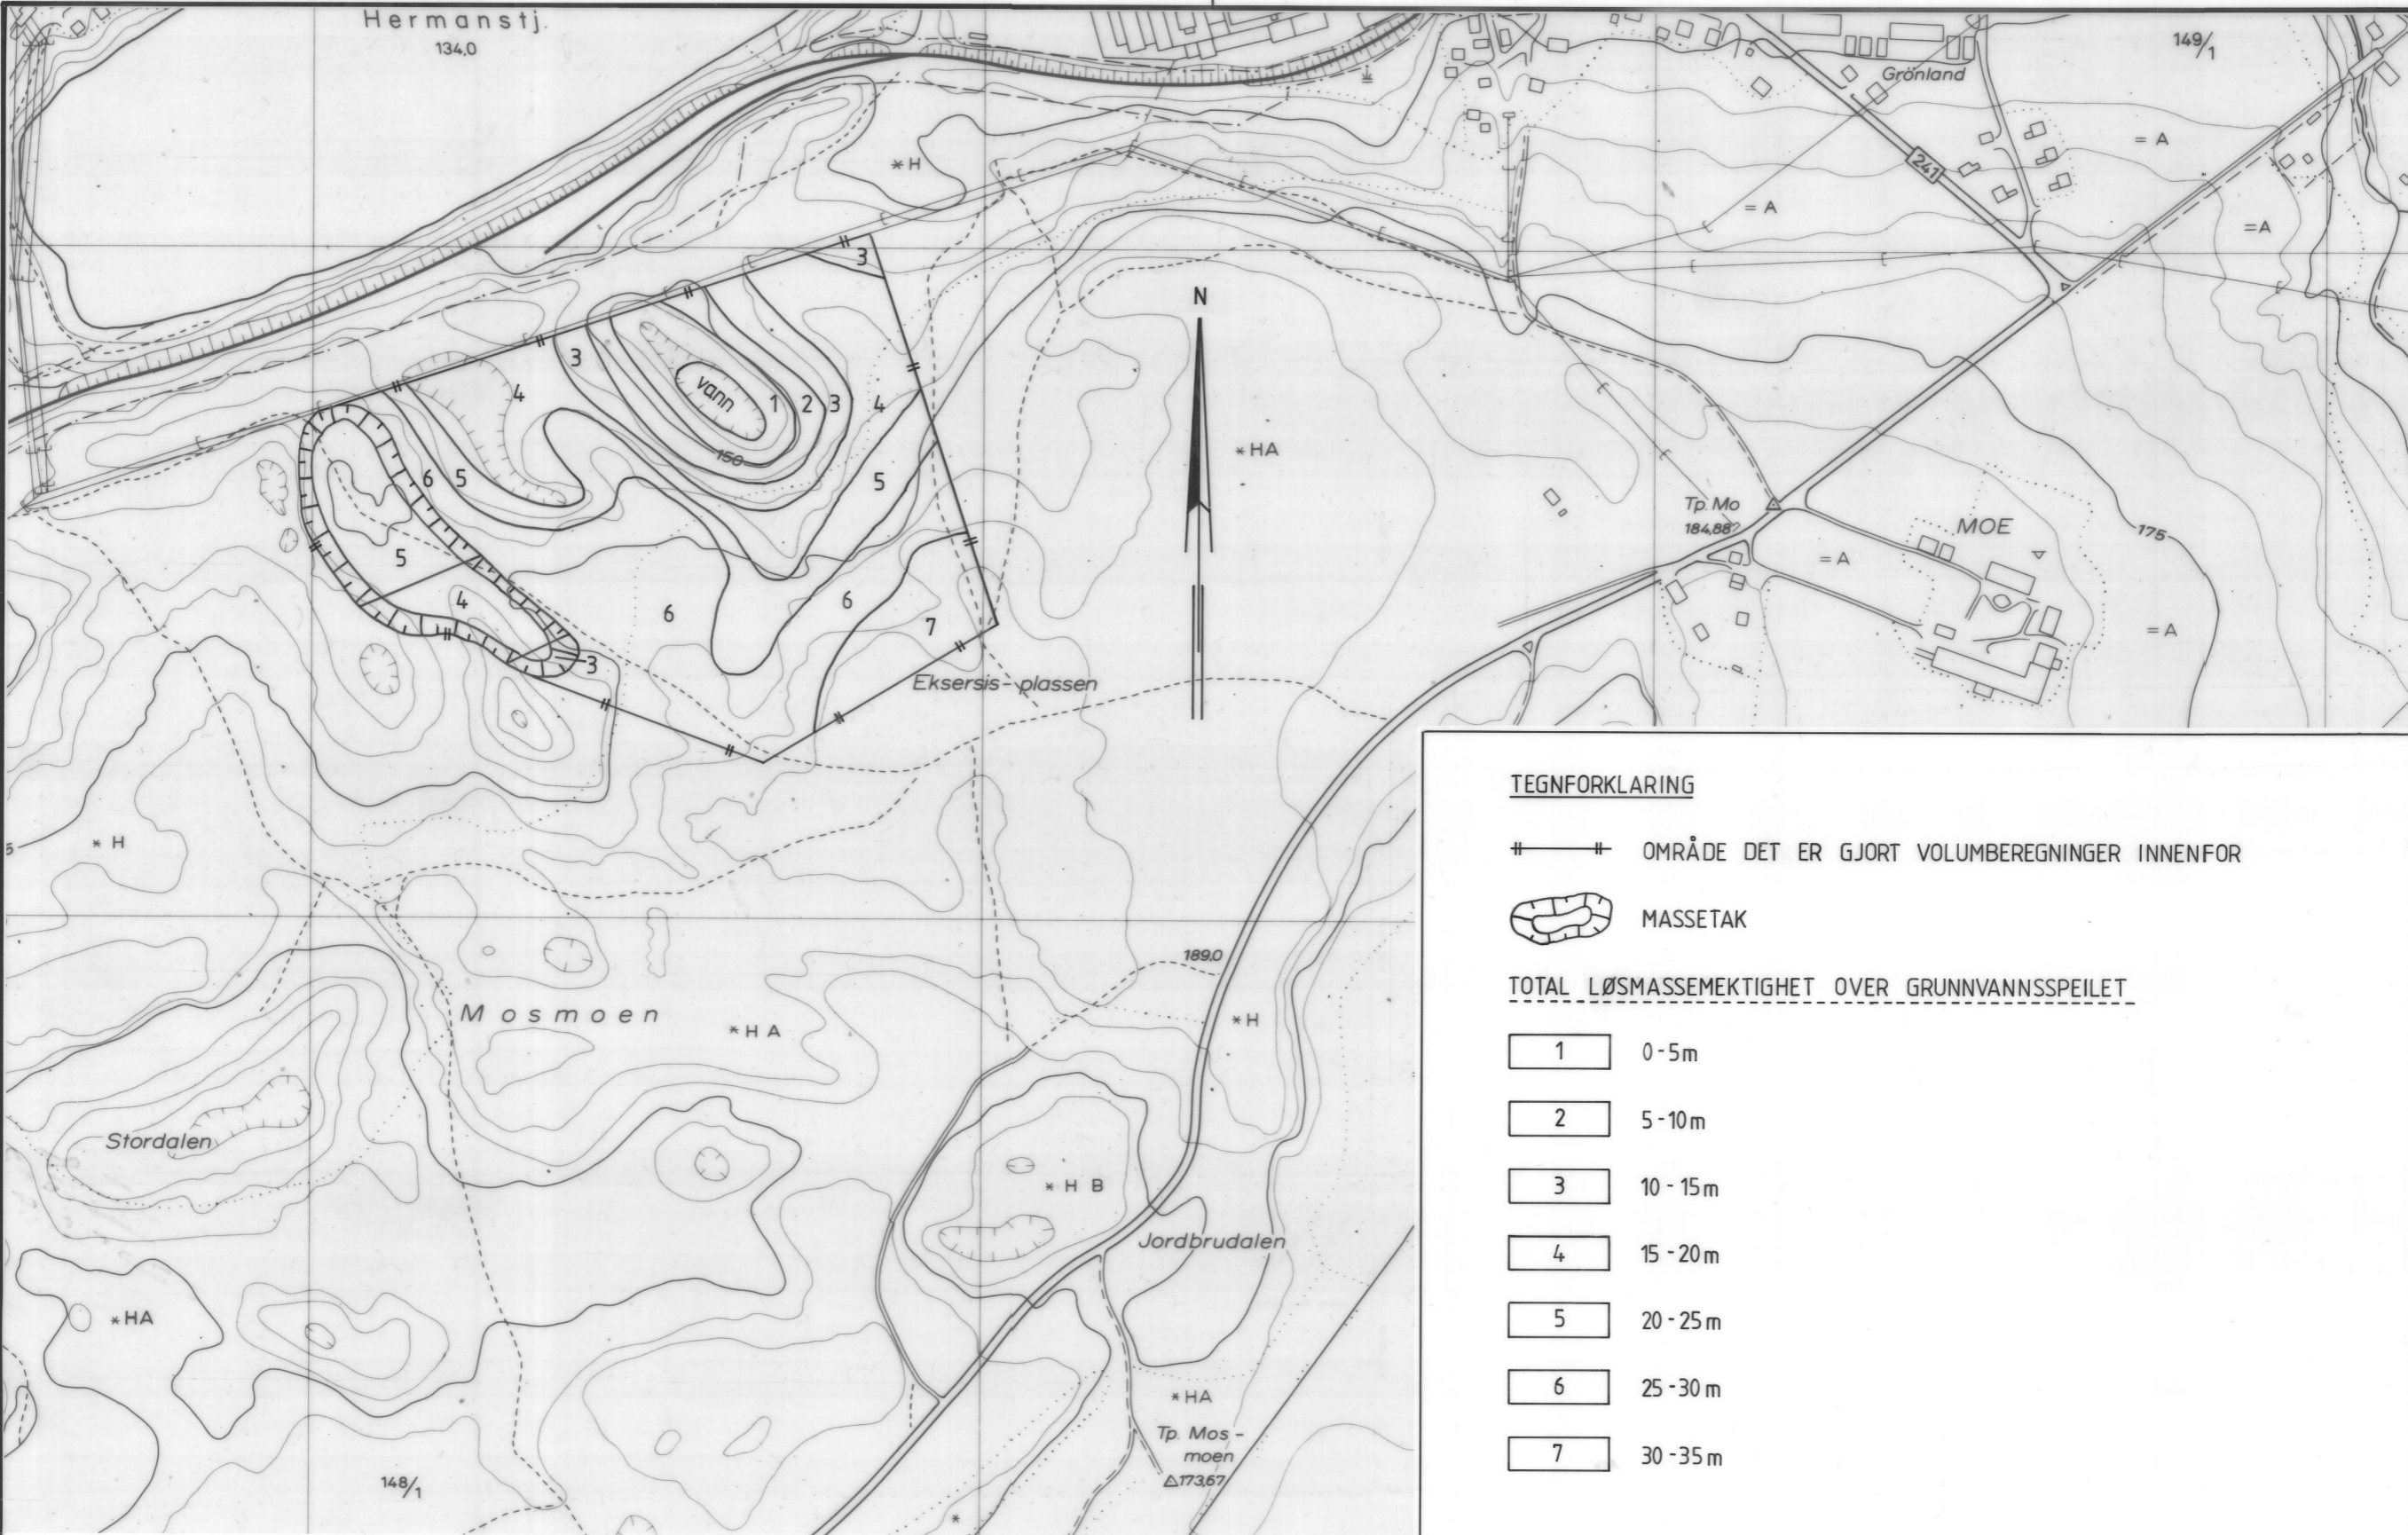 Hermanstj.
134,0
149/1
Grönland
= A
* H
241
= A
= A
3
N
3
4
vann
1
2
3
4
* HA
150
6
5
5
Tp. Mo
184,88
MOE
175
= A
5
4
6
6
7
= A
3
Eksersis-plassen
* H
5
TEGNFORKLARING
OMRÅDE DET ER GJORT VOLUMBEREGNINGER INNENFOR
MASSETAK
189,0
TOTAL LØSMASSEMEKTIGHET OVER GRUNNVANNSSPEILET
Mosmoen
* H A
* H
1 0-5m
2 5-10m
Stordalen
3 10-15m
* H B
Jordbrudalen
4 15-20m
* HA
5 20-25m
* HA
6 25-30m
Tp. Mos-
moen
173,67
7 30-35m
148/1
*